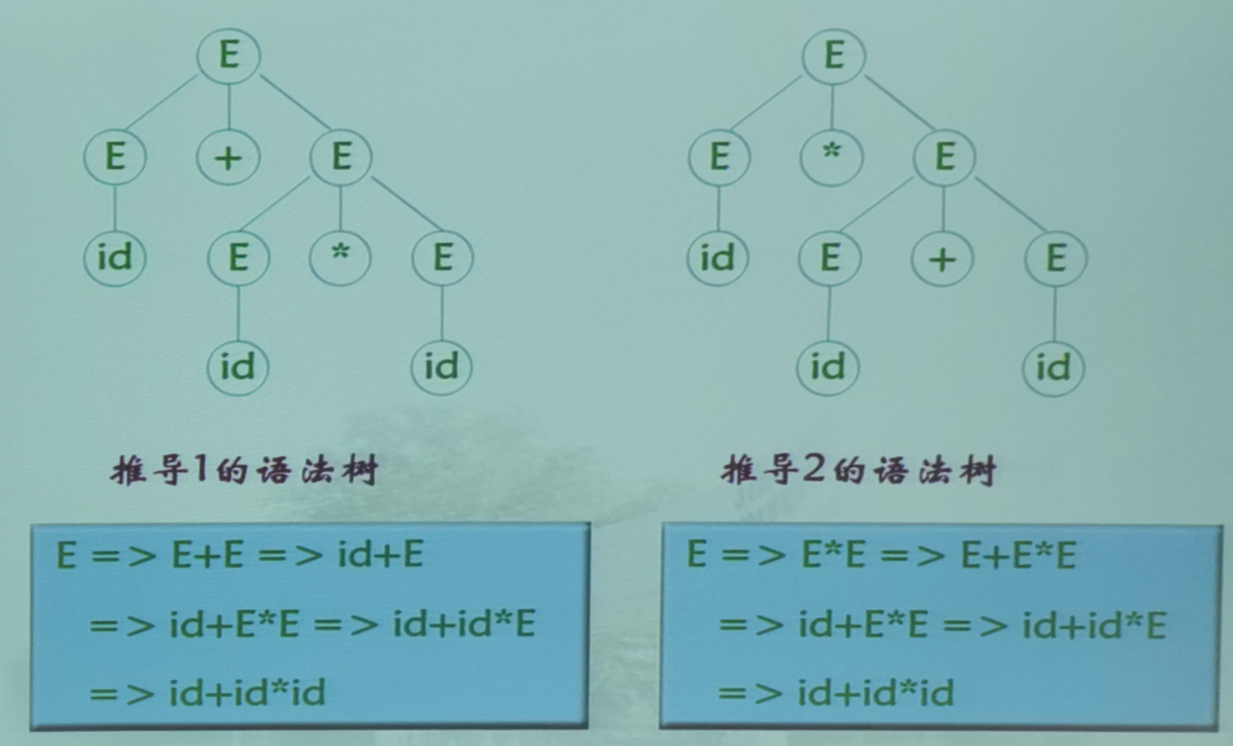 E
E
E + E
E * E
id E * E
id E + E
id id
id id
推导1的语法树
推导2的语法树
E => E+E => id+E
=> id+E*E => id+id*E
=> id+id*id
E => E*E => E+E*E
=> id+E*E => id+id*E
=> id+id*id